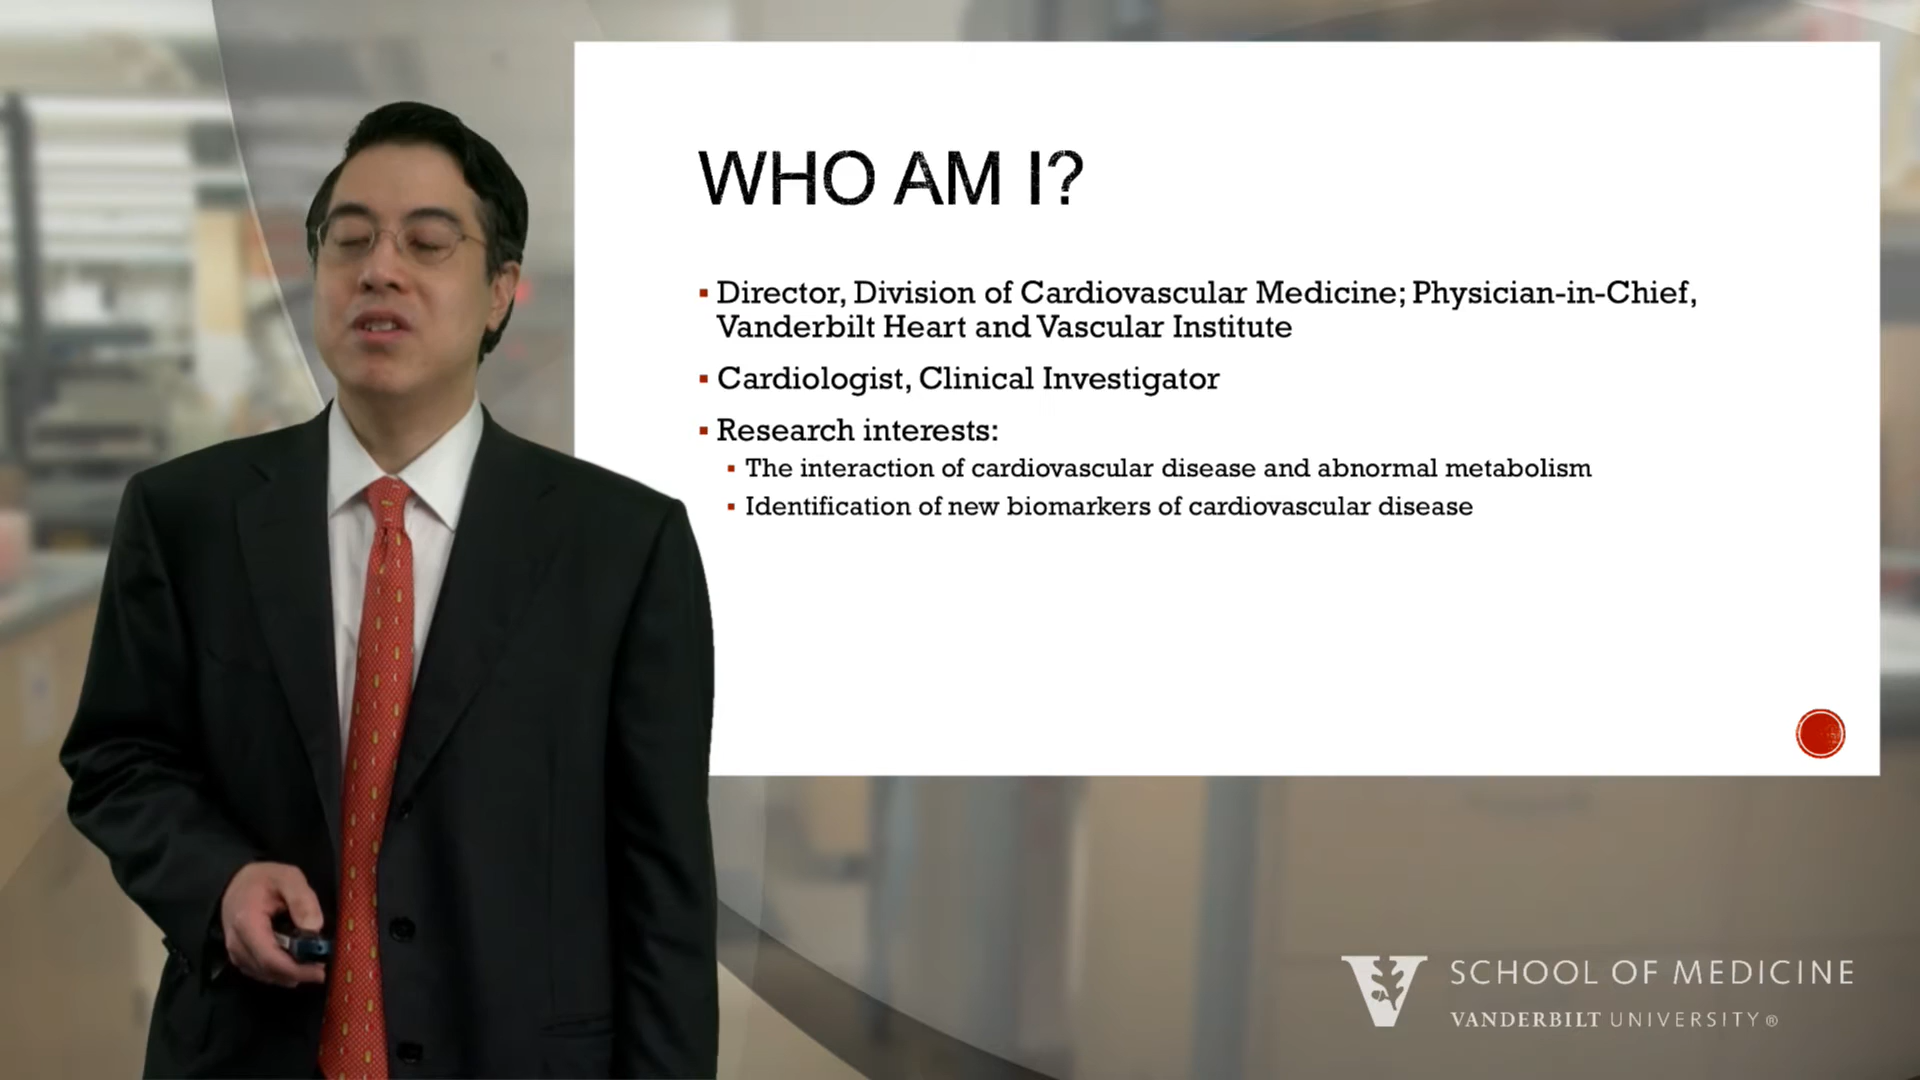 WHO AM I?
▪ Director, Division of Cardiovascular Medicine; Physician-in-Chief,
Vanderbilt Heart and Vascular Institute
▪ Cardiologist, Clinical Investigator
▪ Research interests:
▪ The interaction of cardiovascular disease and abnormal metabolism
▪ Identification of new biomarkers of cardiovascular disease
V SCHOOL OF MEDICINE
VANDERBILT UNIVERSITY®